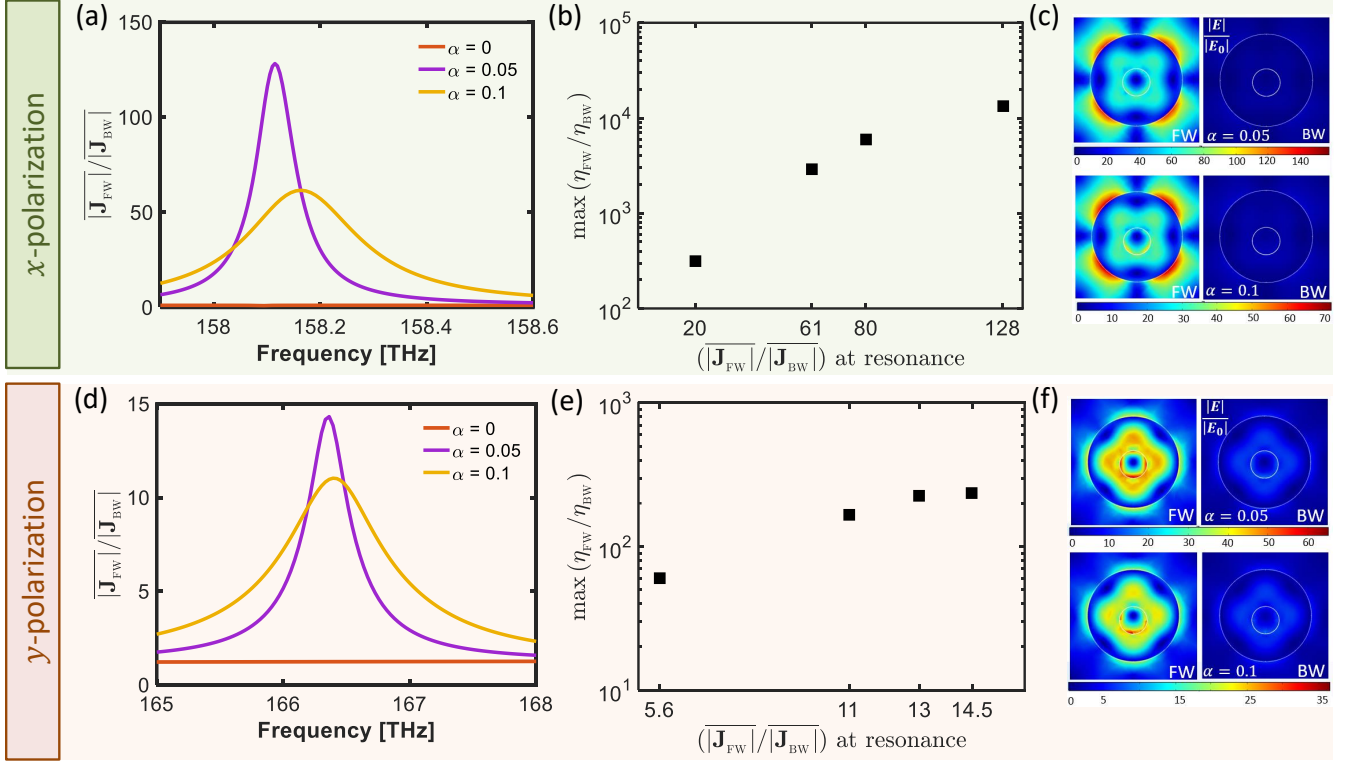 x-polarization
(a)
150
100
50
0
|J_FW|/|J_BW|
α = 0
α = 0.05
α = 0.1
158
158.2
158.4
158.6
Frequency [THz]
(b)
10^5
10^4
10^3
10^2
max (η_FW/η_BW)
20
61
80
128
(|J_FW|/|J_BW|) at resonance
(c)
|E|
|E_0|
FW
α = 0.05
BW
0 20 40 60 80 100 120 140
FW
α = 0.1
BW
0 10 20 30 40 50 60 70
y-polarization
(d)
15
10
5
0
|J_FW|/|J_BW|
α = 0
α = 0.05
α = 0.1
165
166
167
168
Frequency [THz]
(e)
10^3
10^2
10^1
max (η_FW/η_BW)
5.6
11
13
14.5
(|J_FW|/|J_BW|) at resonance
(f)
|E|
|E_0|
FW
α = 0.05
BW
0 10 20 30 40 50 60
FW
α = 0.1
BW
0 5 15 25 35